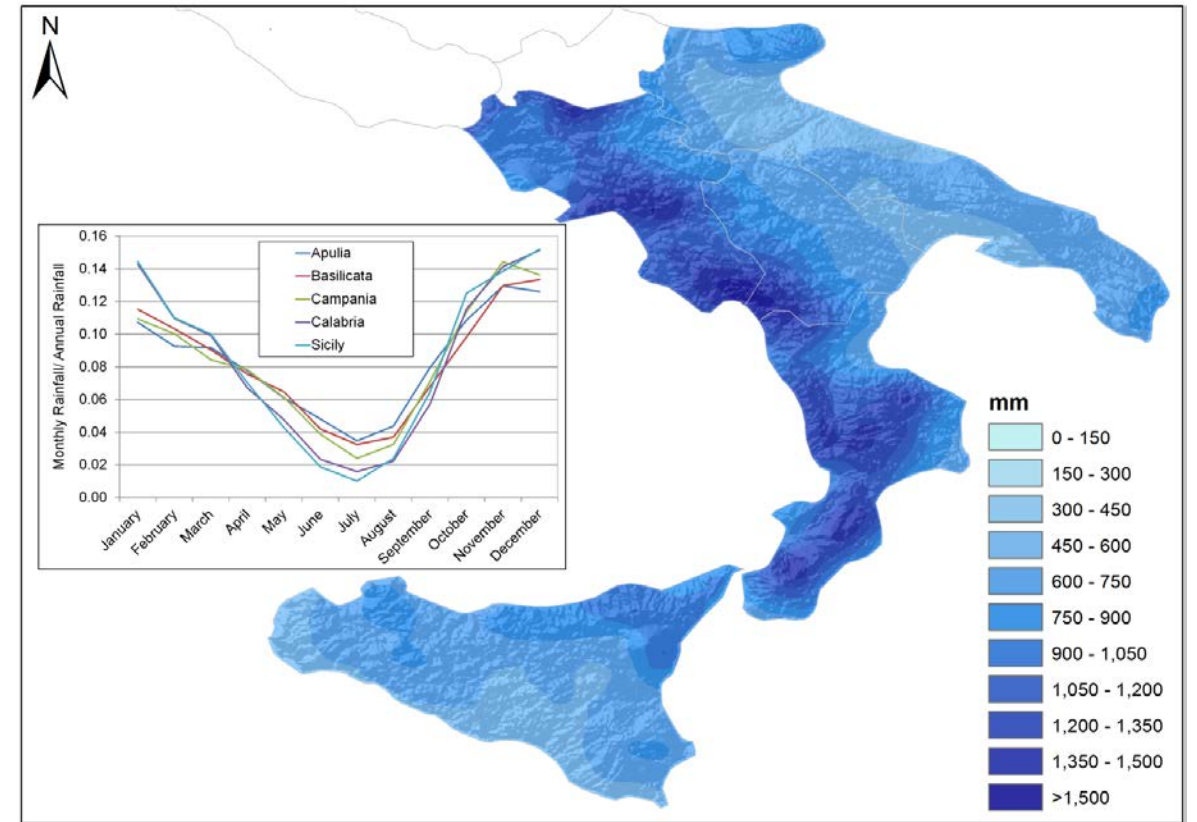 N
0.16
0.14
0.12
0.10
0.08
0.06
0.04
0.02
0.00
Monthly Rainfall/ Annual Rainfall
Apulia
Basilicata
Campania
Calabria
Sicily
January
February
March
April
May
June
July
August
September
October
November
December
mm
0 - 150
150 - 300
300 - 450
450 - 600
600 - 750
750 - 900
900 - 1,050
1,050 - 1,200
1,200 - 1,350
1,350 - 1,500
>1,500